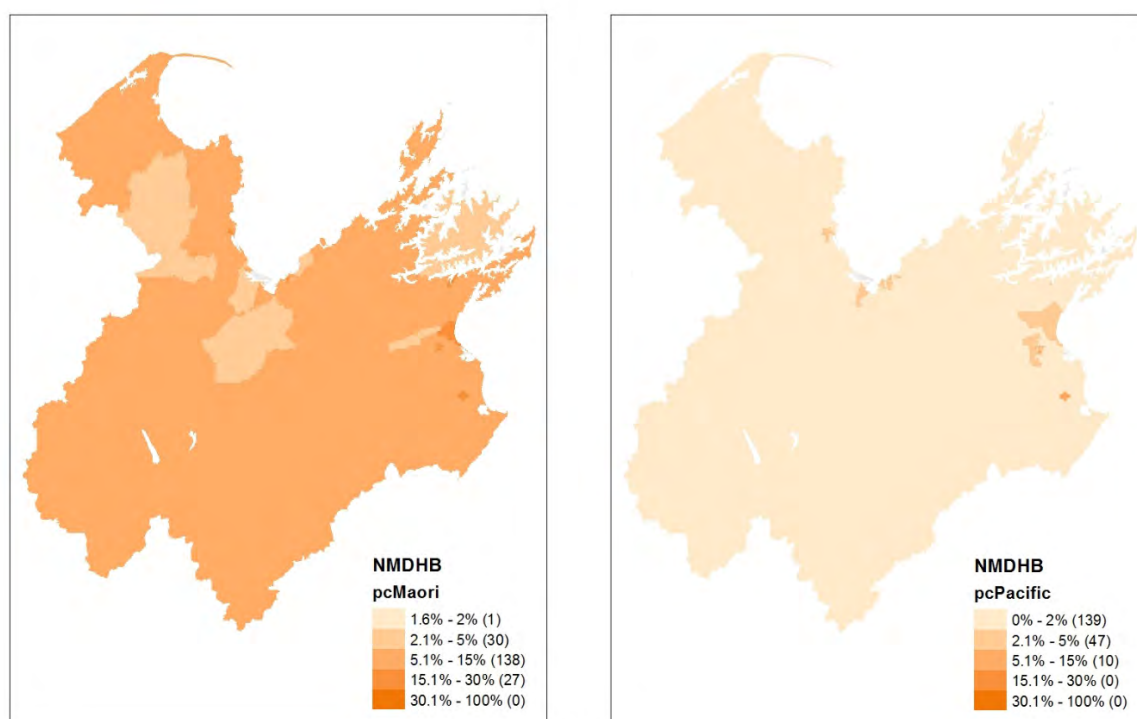 NMDHB
pcMaori
1.6% - 2% (1)
2.1% - 5% (30)
5.1% - 15% (138)
15.1% - 30% (27)
30.1% - 100% (0)
NMDHB
pcPacific
0% - 2% (139)
2.1% - 5% (47)
5.1% - 15% (10)
15.1% - 30% (0)
30.1% - 100% (0)